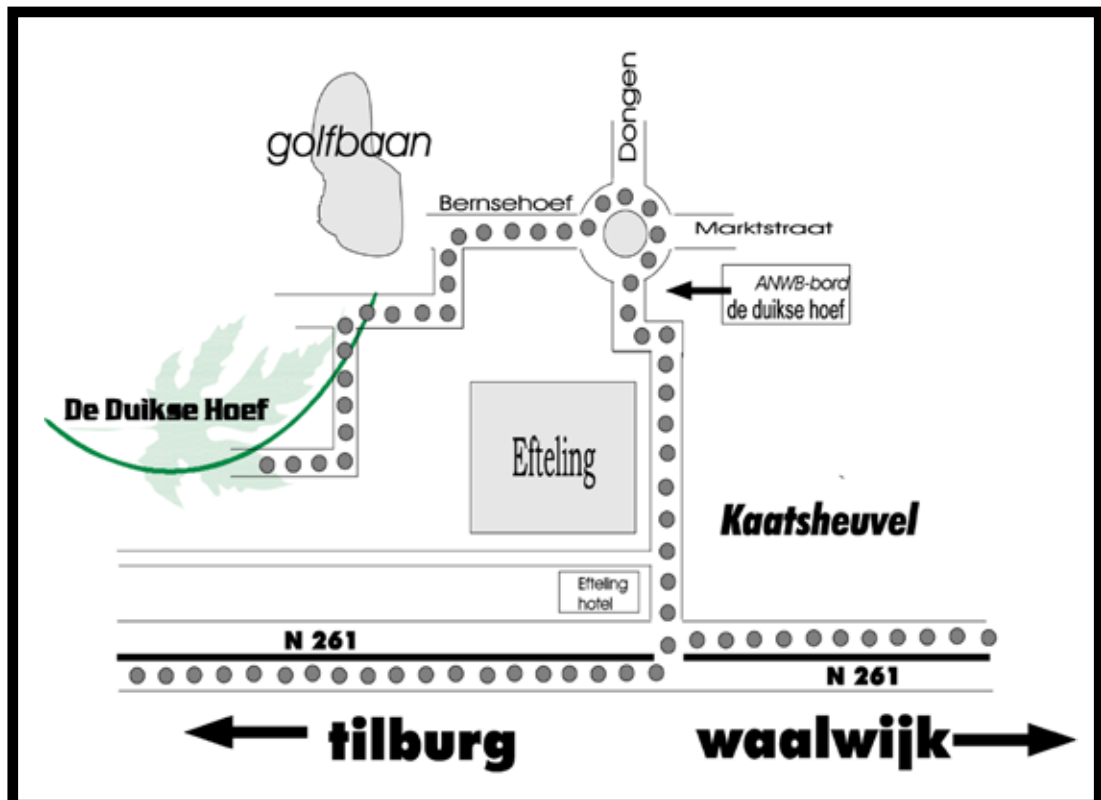 Dongen
golfbaan
Bernsehoef
Marktstraat
ANWB-bord
de duikse hoef
De Duikse Hoef
Efteling
Kaatsheuvel
Efteling
hotel
N 261
N 261
tilburg
waalwijk